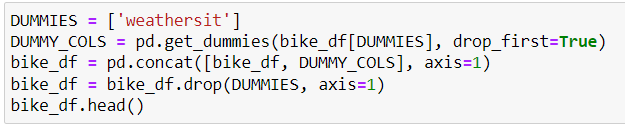 DUMMIES = ['weathersit']
DUMMY_COLS = pd.get_dummies(bike_df[DUMMIES], drop_first=True)
bike_df = pd.concat([bike_df, DUMMY_COLS], axis=1)
bike_df = bike_df.drop(DUMMIES, axis=1)
bike_df.head()